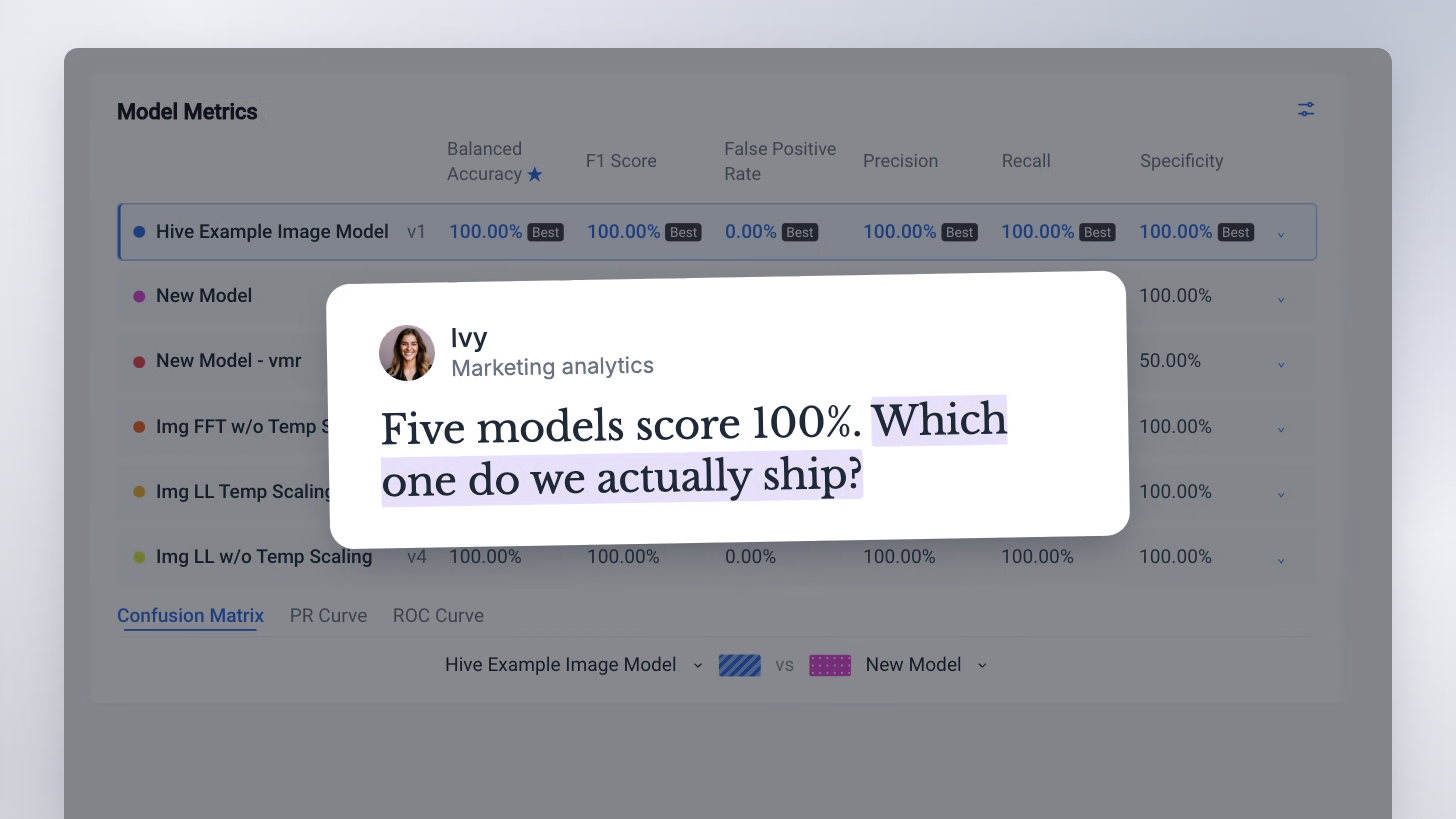 Model Metrics
Balanced
Accuracy
F1 Score
False Positive
Rate
Precision
Recall
Specificity
Hive Example Image Model v1 100.00% Best 100.00% Best 0.00% Best 100.00% Best 100.00% Best 100.00% Best
New Model 100.00%
New Model - vmr 50.00%
Img FFT w/o Temp 100.00%
Img LL Temp Scaling 100.00%
Img LL w/o Temp Scaling v4 100.00% 100.00% 0.00% 100.00% 100.00% 100.00%
Ivy
Marketing analytics
Five models score 100%. Which
one do we actually ship?
Confusion Matrix PR Curve ROC Curve
Hive Example Image Model vs New Model